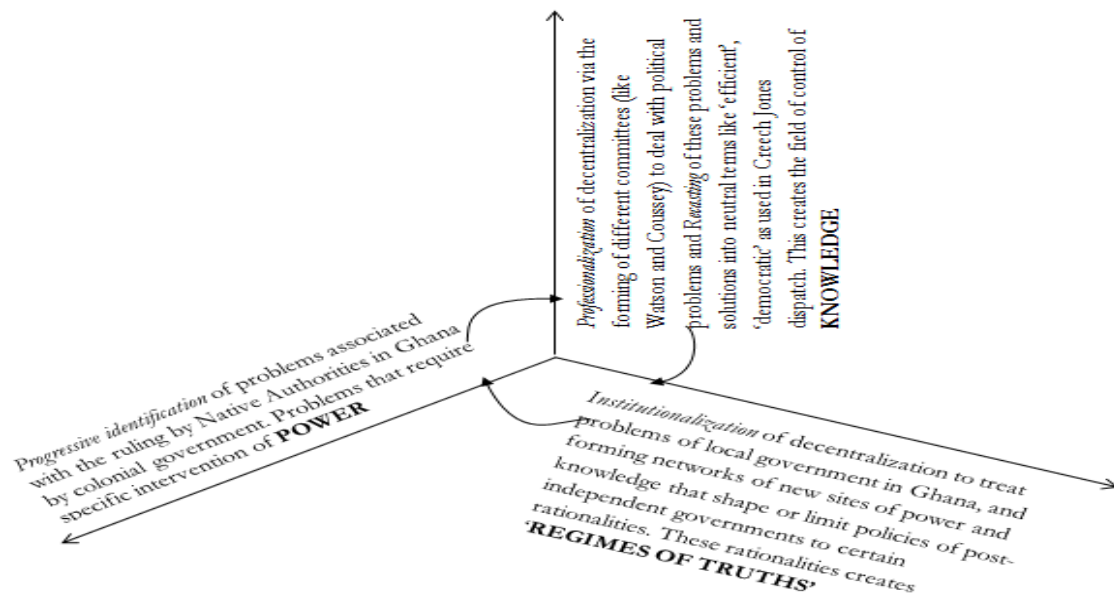 Progressive identification of problems associated
with the ruling by Native Authorities in Ghana
by colonial government. Problems that require
specific intervention of POWER
Professionalization of decentralization via the
forming of different committees (like
Watson and Coussey) to deal with political
problems and Recasting of these problems and
solutions into neutral terms like ‘efficient’,
‘democratic’ as used in Creech Jones
dispatch. This creates the field of control of
KNOWLEDGE
Institutionalization of decentralization to treat
problems of local government in Ghana, and
forming networks of new sites of power and
knowledge that shape or limit policies of post-
independent governments to certain
rationalities. These rationalities creates
‘REGIMES OF TRUTHS’